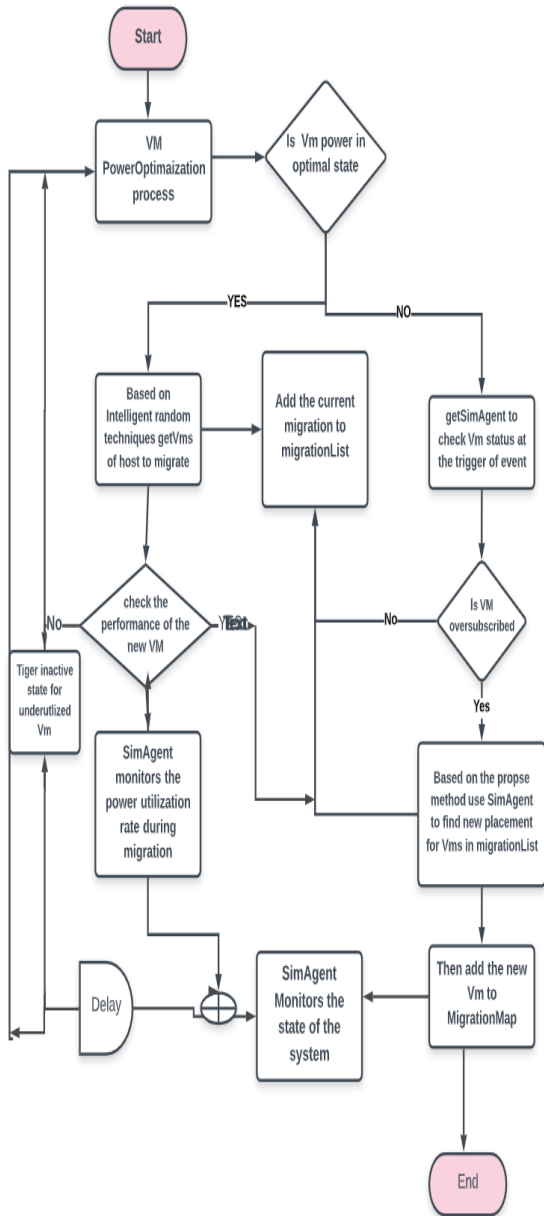 Start
VM
PowerOptimaization
process
Is Vm power in
optimal state
YES
NO
Based on
Intelligent random
techniques getVms
of host to migrate
Add the current
migration to
migrationList
getSimAgent to
check Vm status at
the trigger of event
check the
performance of the
new VM
No
Text
Is VM
oversubscribed
No
Yes
Tiger inactive
state for
underutlized
Vm
SimAgent
monitors the
power utilization
rate during
migration
Based on the propse
method use SimAgent
to find new placement
for Vms in migrationList
Delay
SimAgent
Monitors the
state of the
system
Then add the new
Vm to
MigrationMap
End